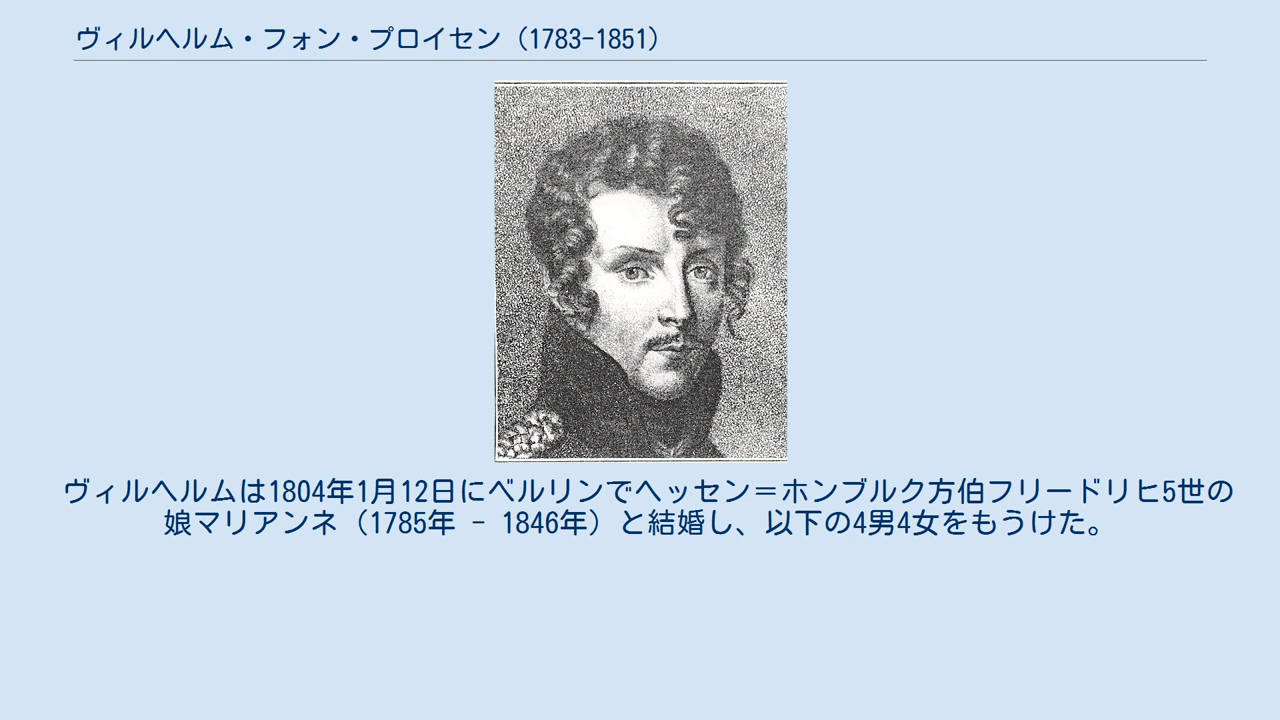 ヴィルヘルム・フォン・プロイセン（1783-1851）
ヴィルヘルムは1804年1月12日にベルリンでヘッセン＝ホンブルク方伯フリードリヒ5世の
娘マリアンネ（1785年 - 1846年）と結婚し、以下の4男4女をもうけた。